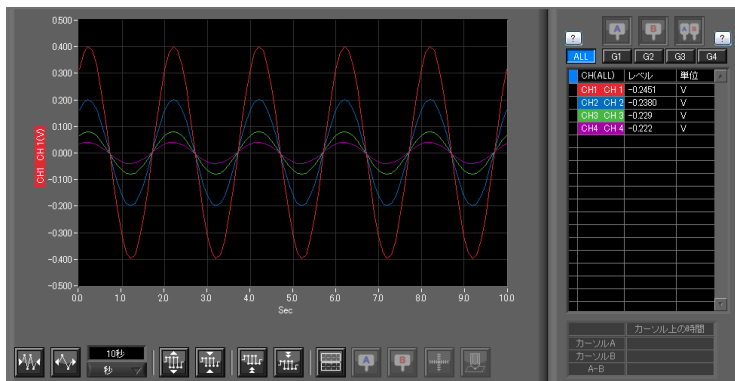 0.500
0.400
0.300
0.200
0.100
0.000
-0.100
-0.200
-0.300
-0.400
-0.500
CH1 CH 1(V)
0.0 1.0 2.0 3.0 4.0 5.0 6.0 7.0 8.0 9.0 10.0
Sec
10秒
秒
A B
A B A B
? ?
ALL G1 G2 G3 G4
CH(ALL) レベル 単位
CH1 CH 1 -0.2451 V
CH2 CH 2 -0.2380 V
CH3 CH 3 -0.229 V
CH4 CH 4 -0.222 V
カーソル上の時間
カーソルA
カーソルB
A-B